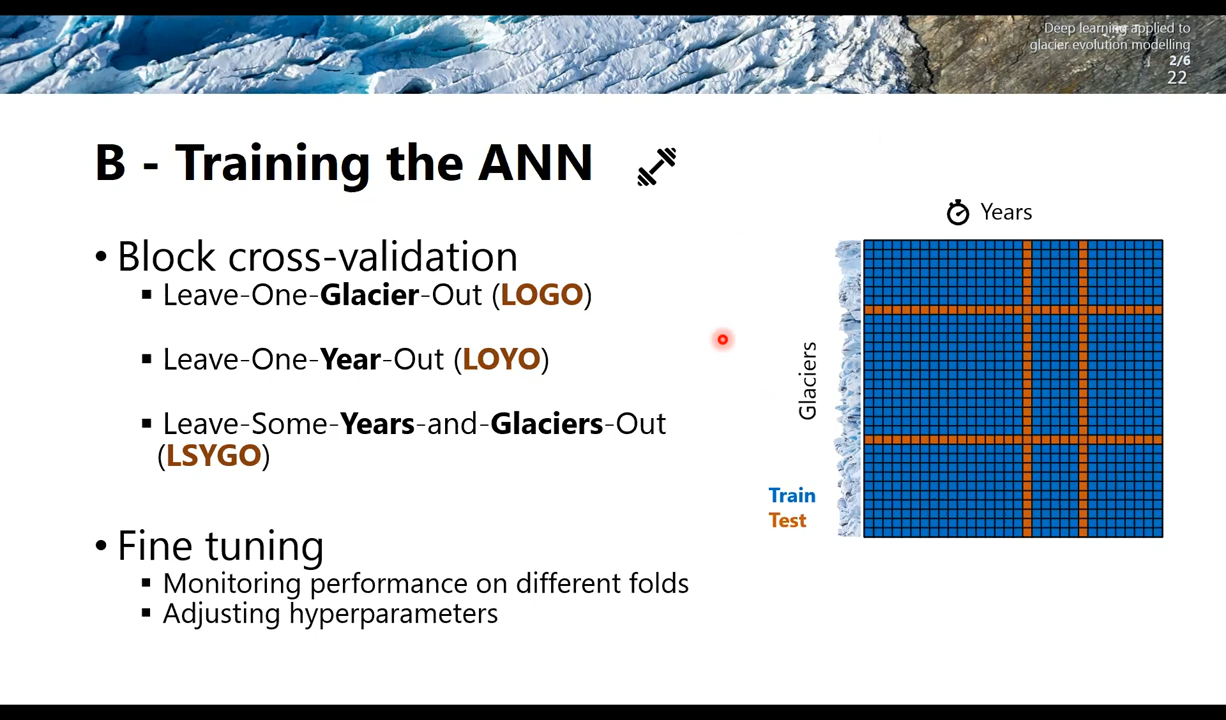 Deep learning applied to
glacier evolution modelling
2/6
22
B - Training the ANN
• Block cross-validation
▪ Leave-One-Glacier-Out (LOGO)
▪ Leave-One-Year-Out (LOYO)
▪ Leave-Some-Years-and-Glaciers-Out
(LSYGO)
• Fine tuning
▪ Monitoring performance on different folds
▪ Adjusting hyperparameters
Years
Glaciers
Train
Test